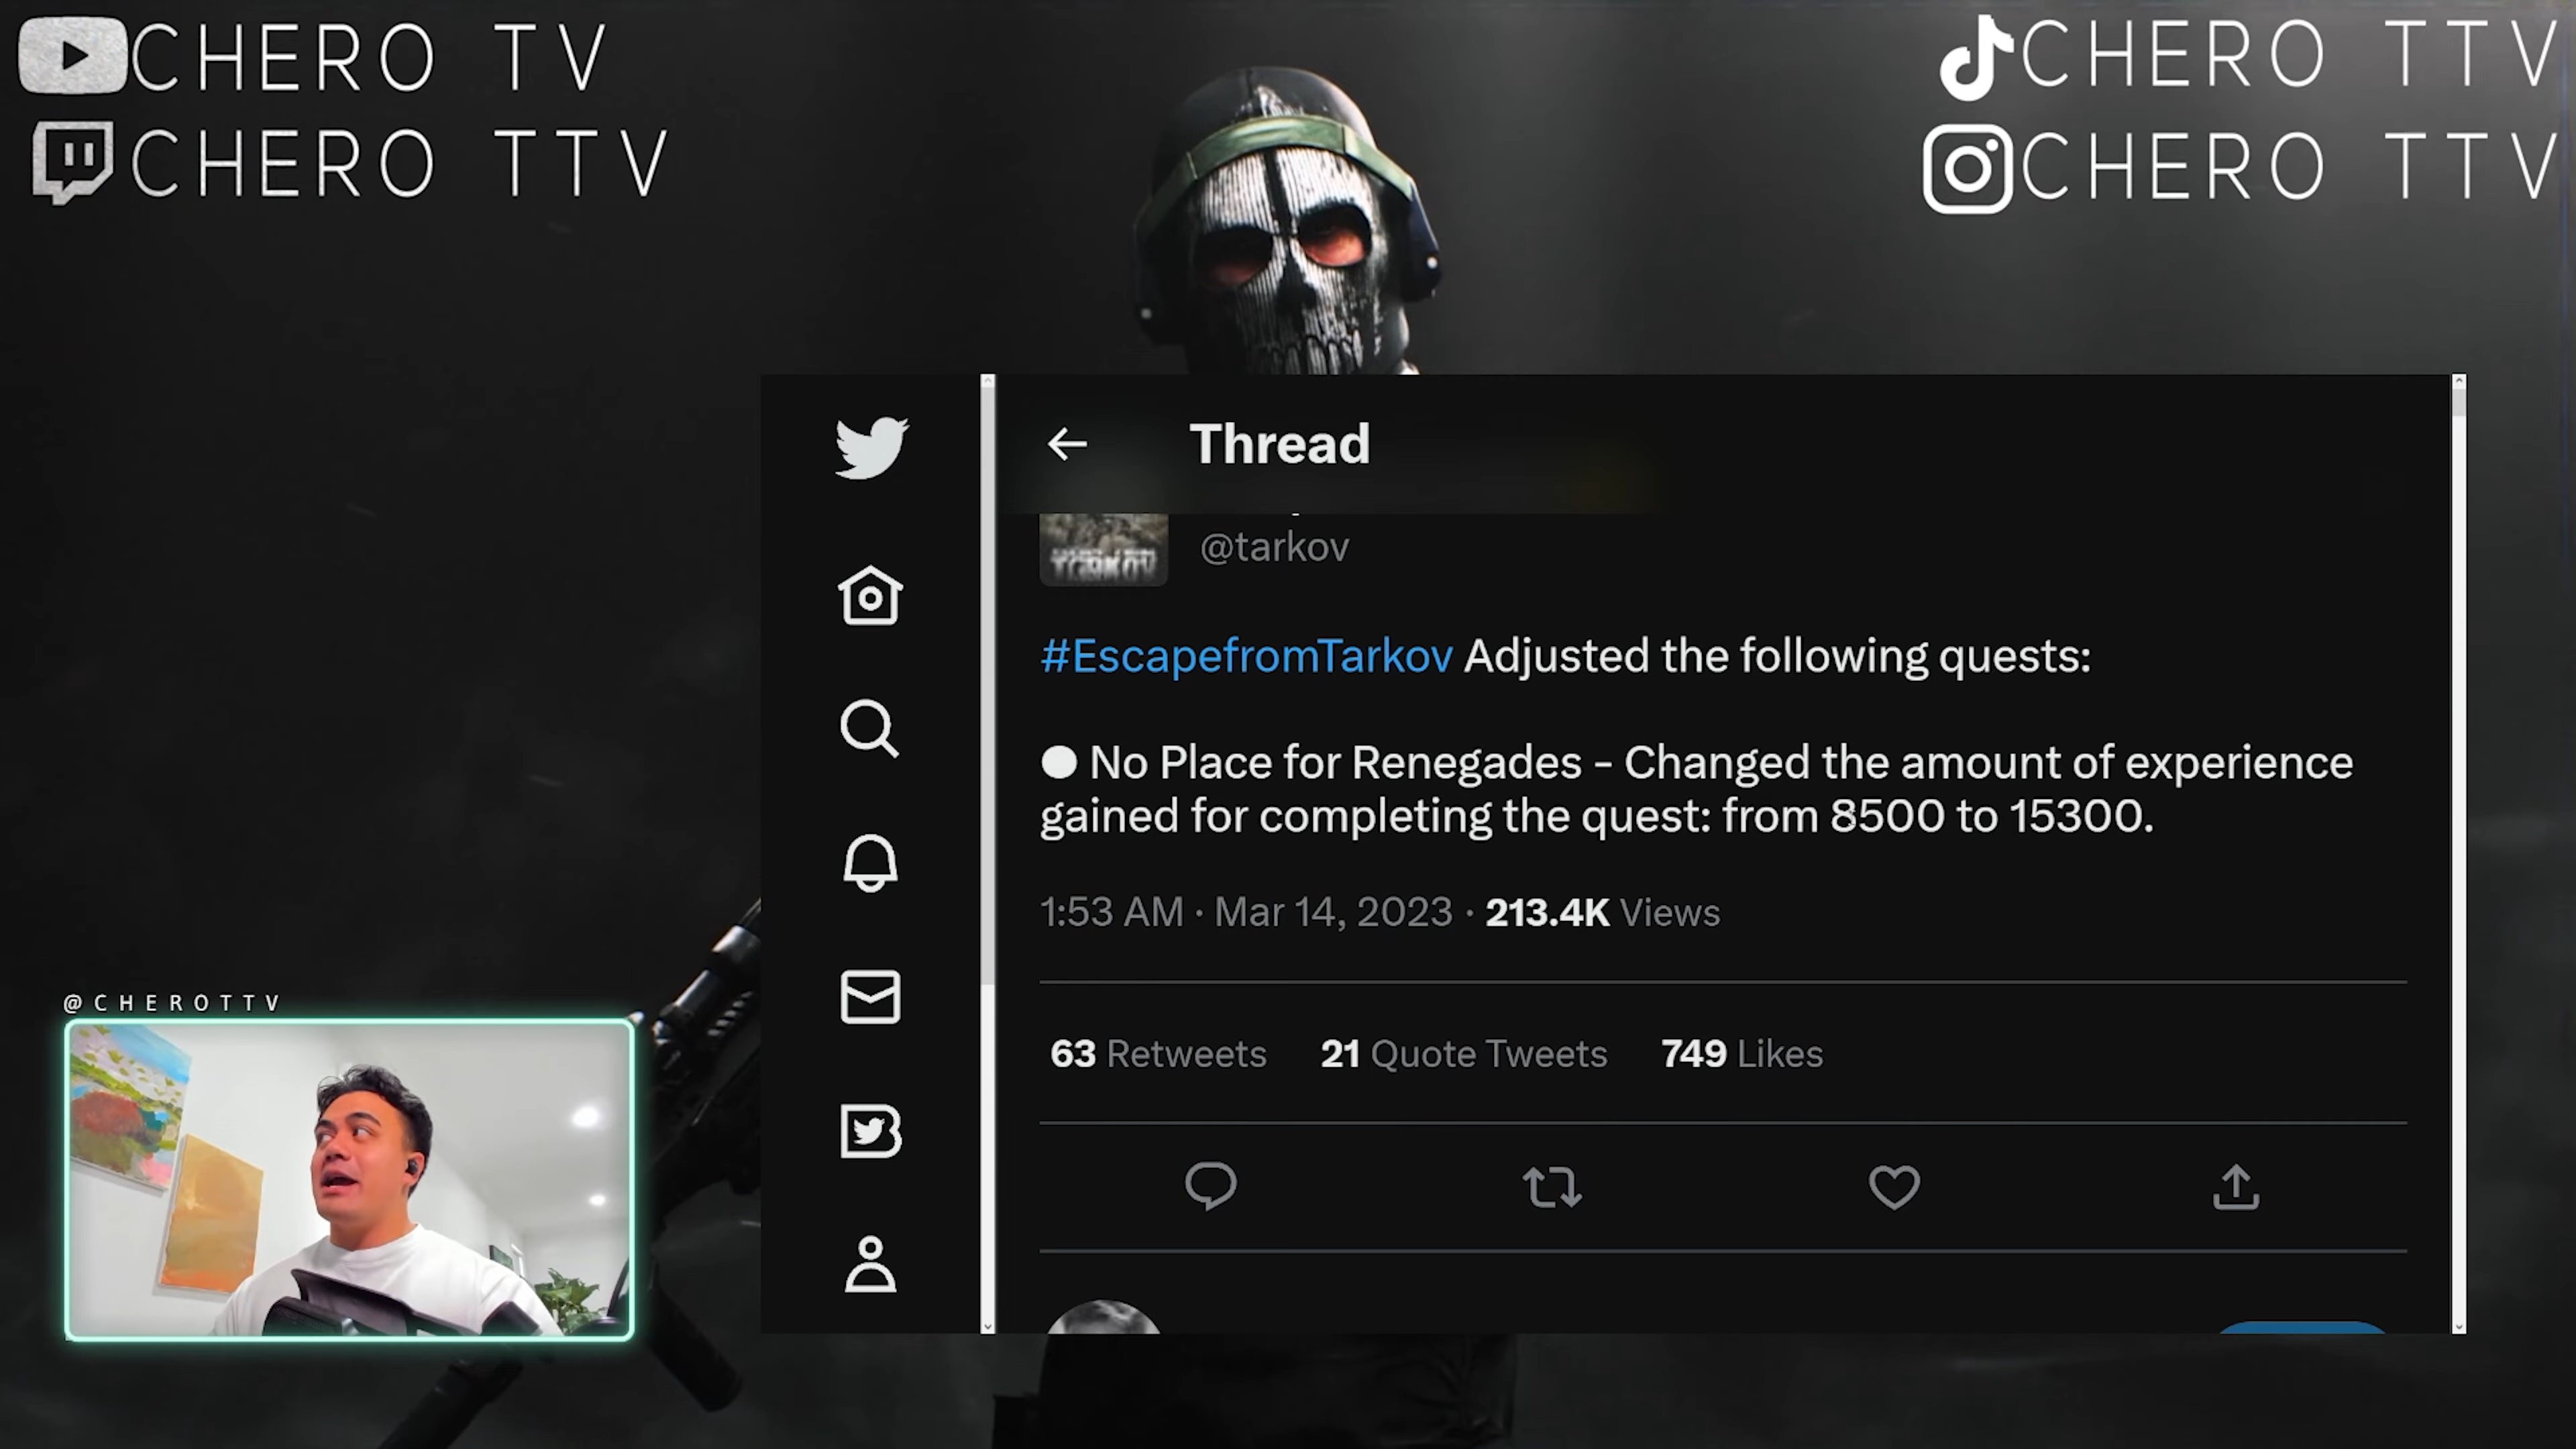 CHERO TV
CHERO TTV
CHERO TTV
CHERO TTV
Thread
TARKOV
@tarkov
#EscapefromTarkov Adjusted the following quests:
● No Place for Renegades - Changed the amount of experience
gained for completing the quest: from 8500 to 15300.
1:53 AM · Mar 14, 2023 · 213.4K Views
63 Retweets 21 Quote Tweets 749 Likes
@CHEROTTV